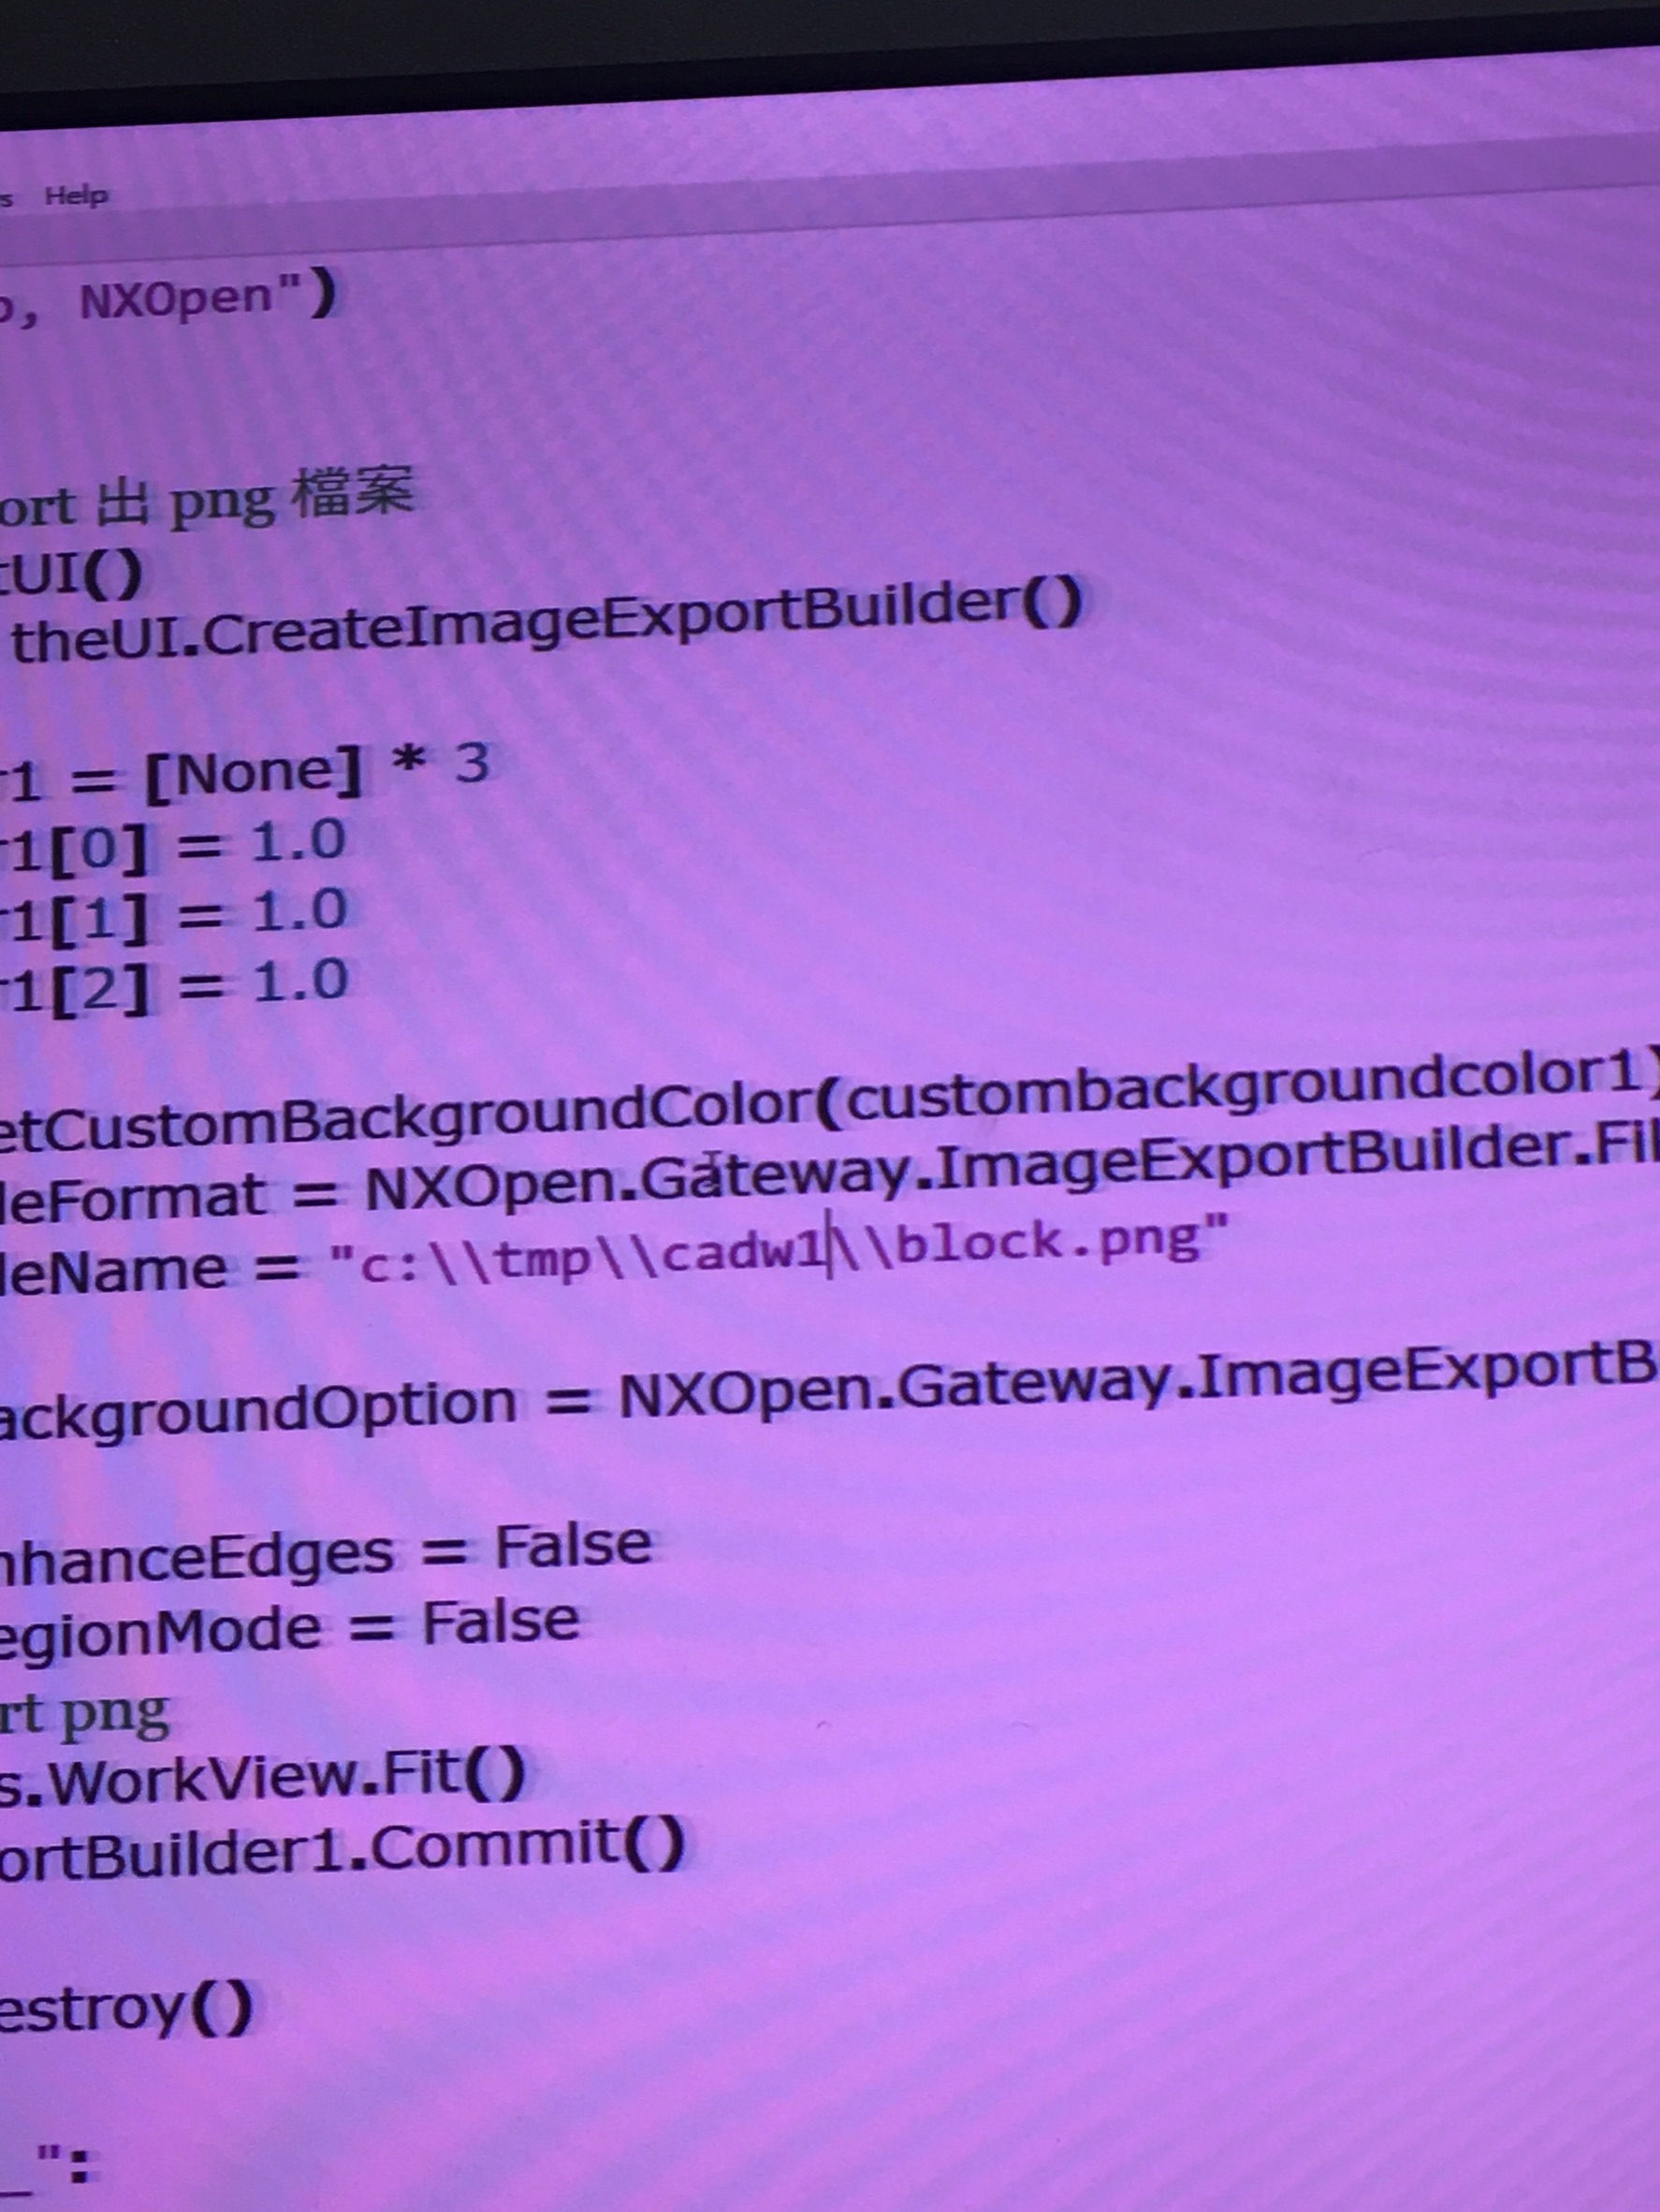 s Help
, NXOpen")
ort 出 png 檔案
tUI()
theUI.CreateImageExportBuilder()
r1 = [None] * 3
r1[0] = 1.0
r1[1] = 1.0
r1[2] = 1.0
etCustomBackgroundColor(custombackgroundcolor1)
leFormat = NXOpen.Gateway.ImageExportBuilder.Fil
leName = "c:\\tmp\\cadw1\\block.png"
ackgroundOption = NXOpen.Gateway.ImageExportB
nhanceEdges = False
egionMode = False
rt png
s.WorkView.Fit()
ortBuilder1.Commit()
estroy()
_":